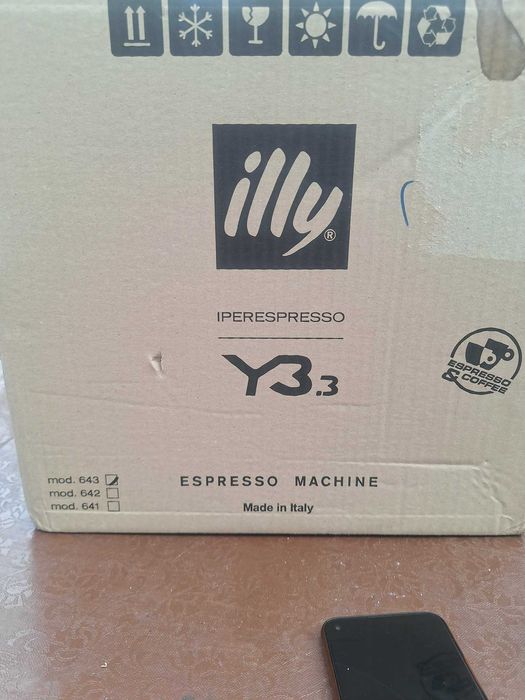 illy®
IPERESPRESSO
Y3.3
ESPRESSO
& COFFEE
mod. 643
mod. 642
mod. 641
ESPRESSO MACHINE
Made in Italy